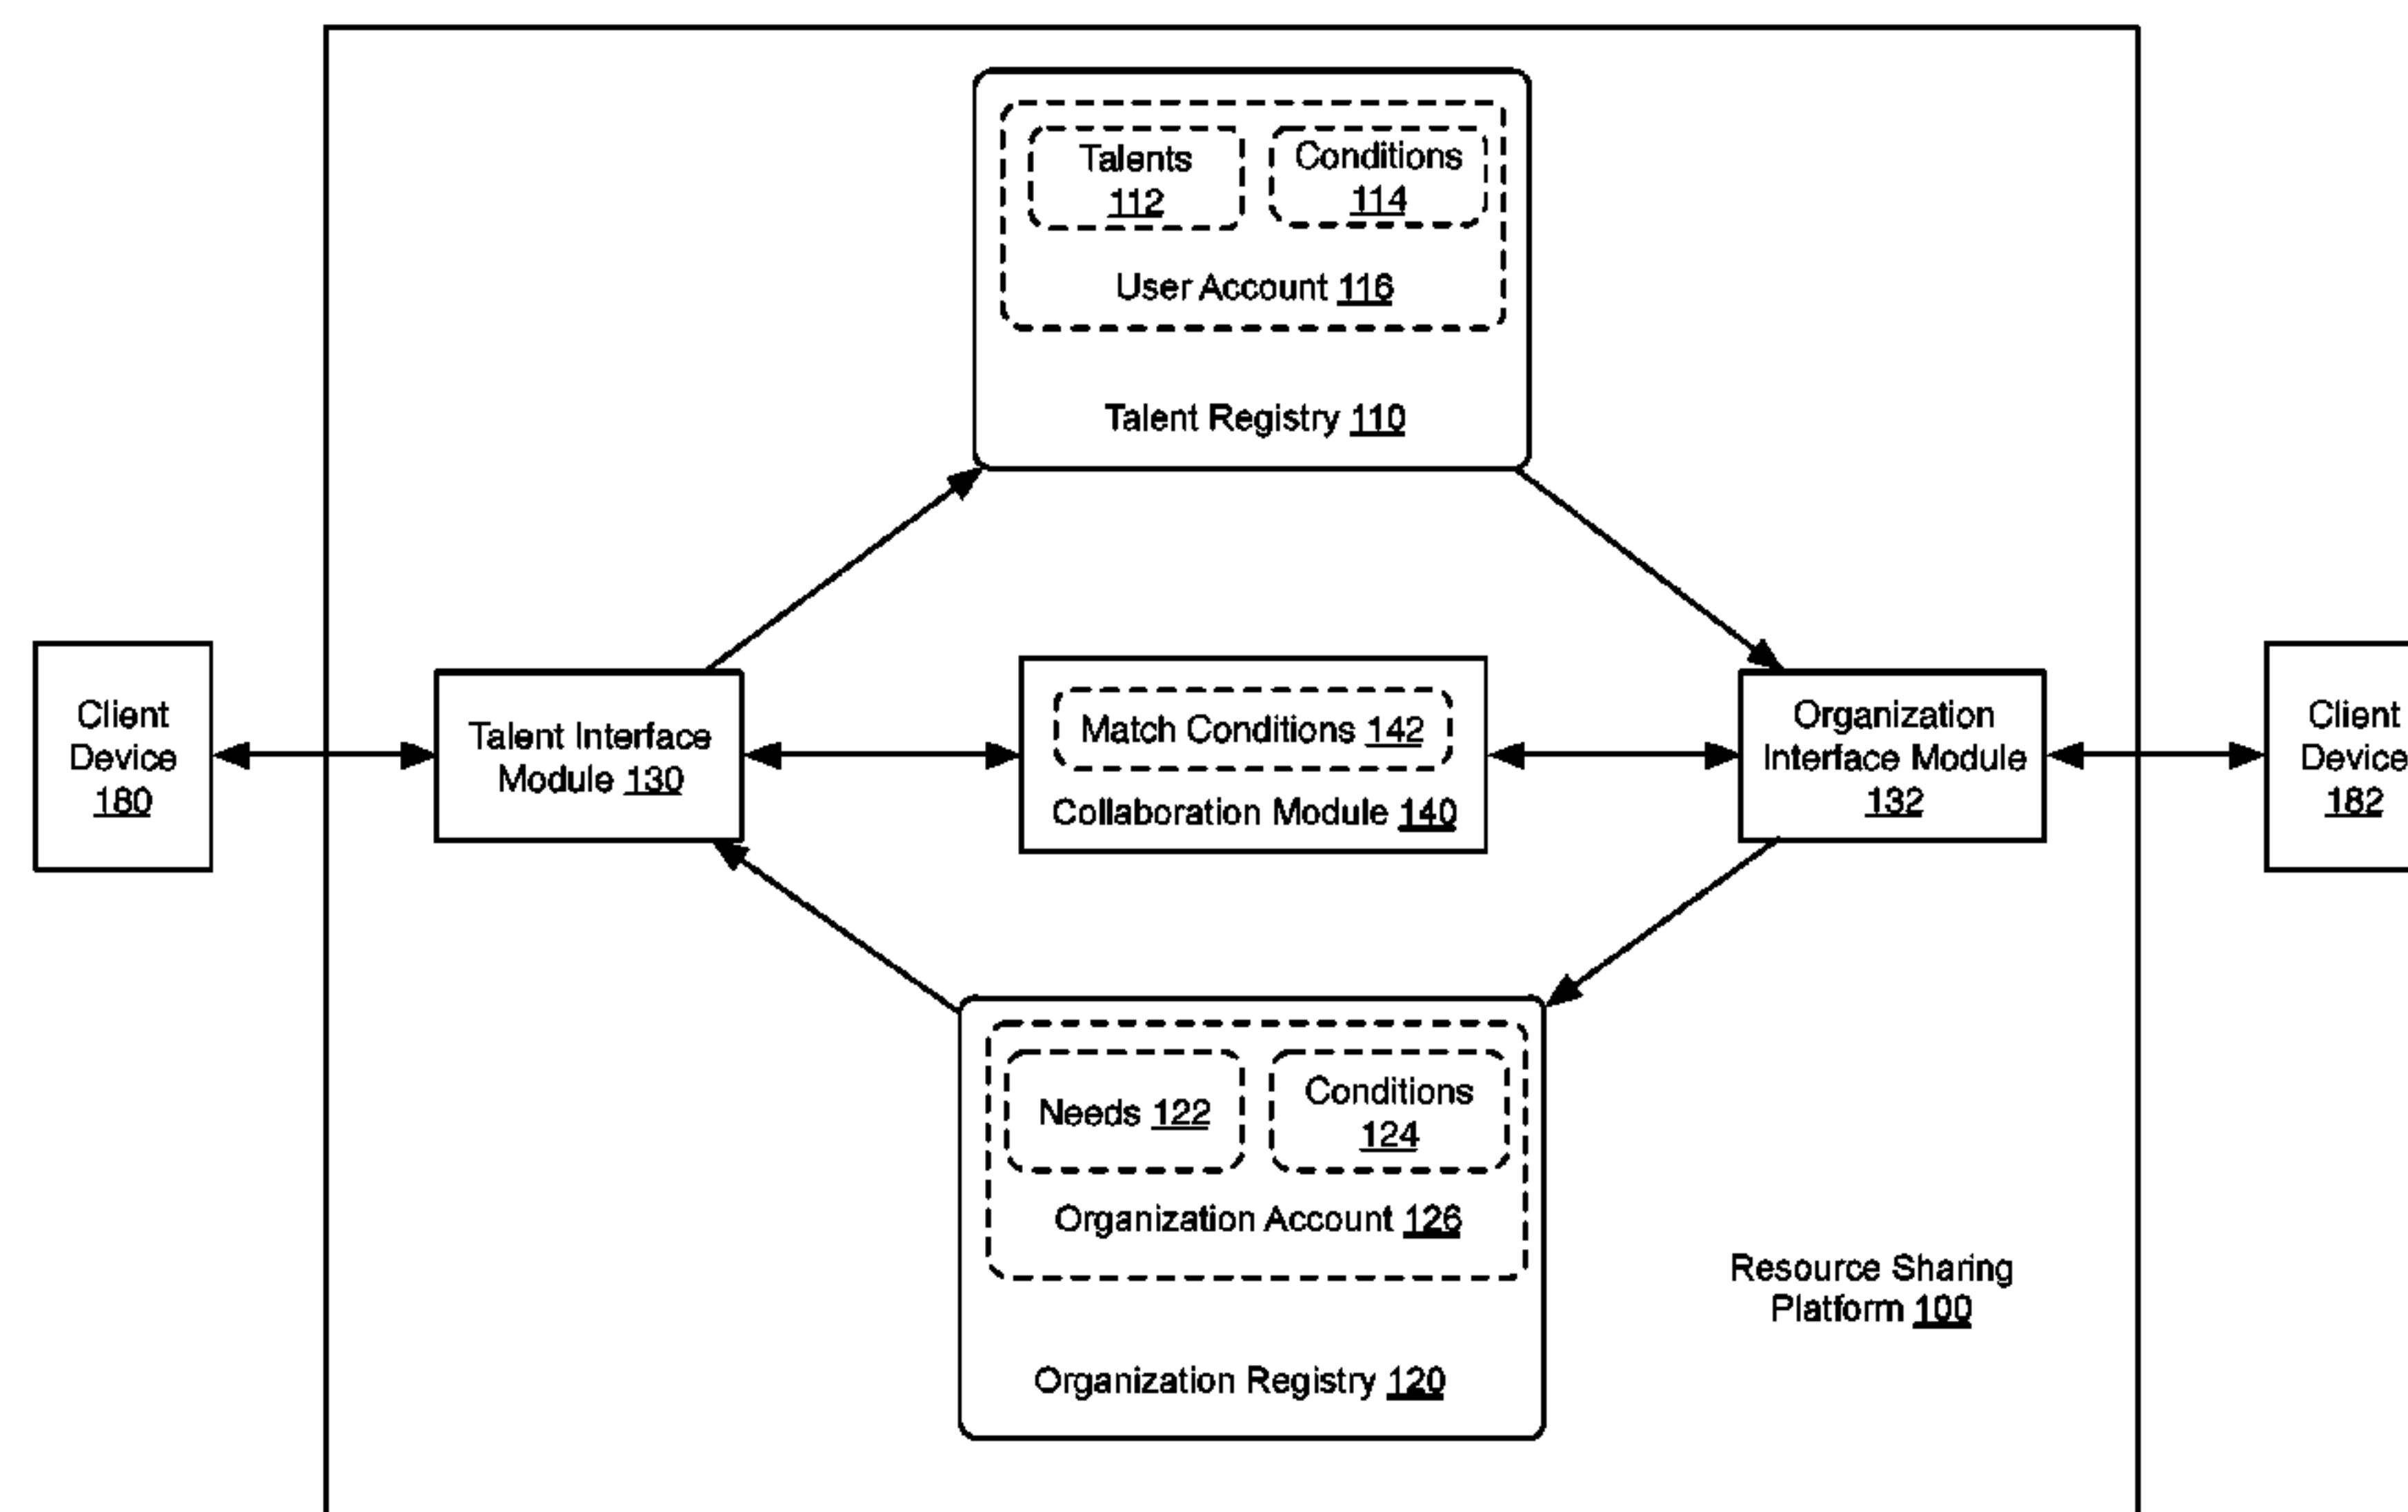 Talents
112
Conditions
114
User Account 116
Talent Registry 110
Client
Device
180
Talent Interface
Module 130
Match Conditions 142
Collaboration Module 140
Organization
Interface Module
132
Client
Device
182
Needs 122
Conditions
124
Organization Account 126
Organization Registry 120
Resource Sharing
Platform 100